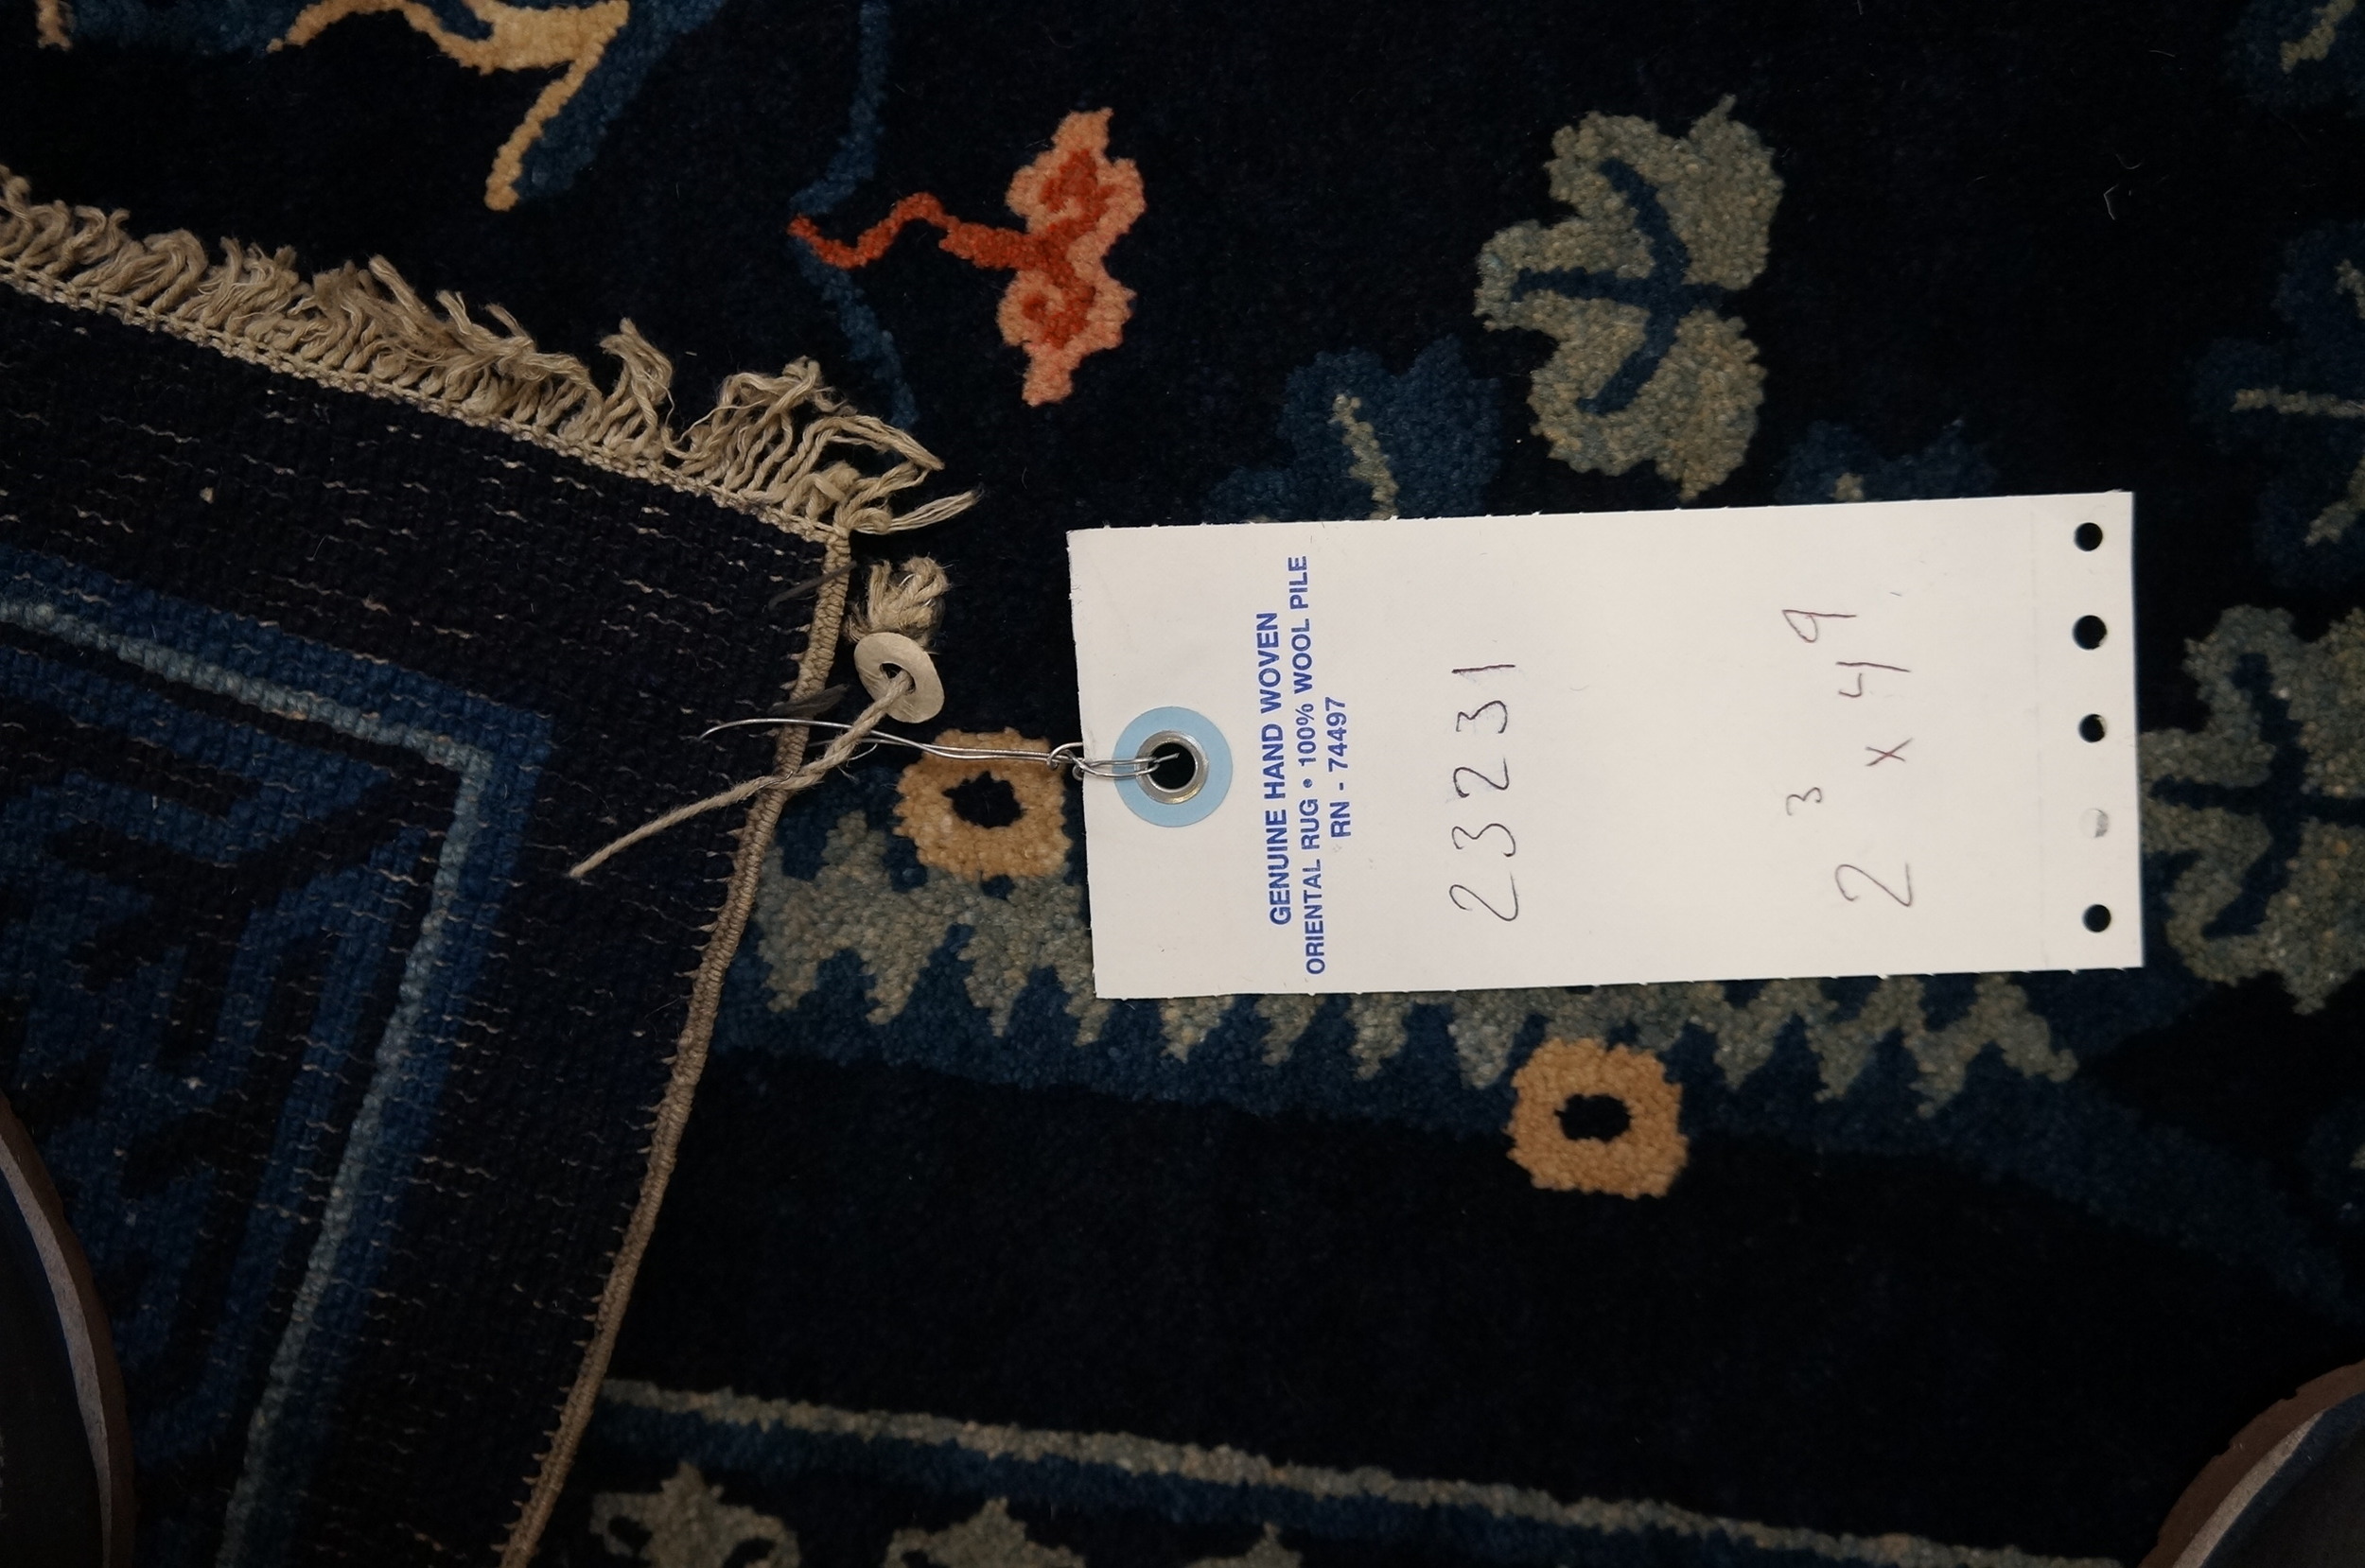 GENUINE HAND WOVEN
ORIENTAL RUG • 100% WOOL PILE
RN - 74497
23231
2³ x 4⁹